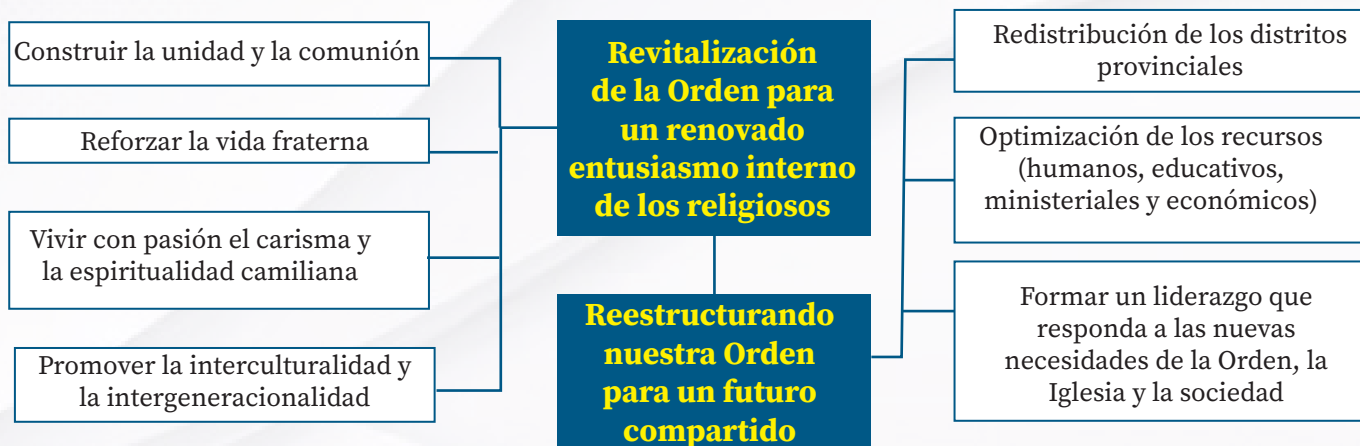 Construir la unidad y la comunión
Reforzar la vida fraterna
Vivir con pasión el carisma y
la espiritualidad camiliana
Promover la interculturalidad y
la intergeneracionalidad
Revitalización
de la Orden para
un renovado
entusiasmo interno
de los religiosos
Reestructurando
nuestra Orden
para un futuro
compartido
Redistribución de los distritos
provinciales
Optimización de los recursos
(humanos, educativos,
ministeriales y económicos)
Formar un liderazgo que
responda a las nuevas
necesidades de la Orden, la
Iglesia y la sociedad